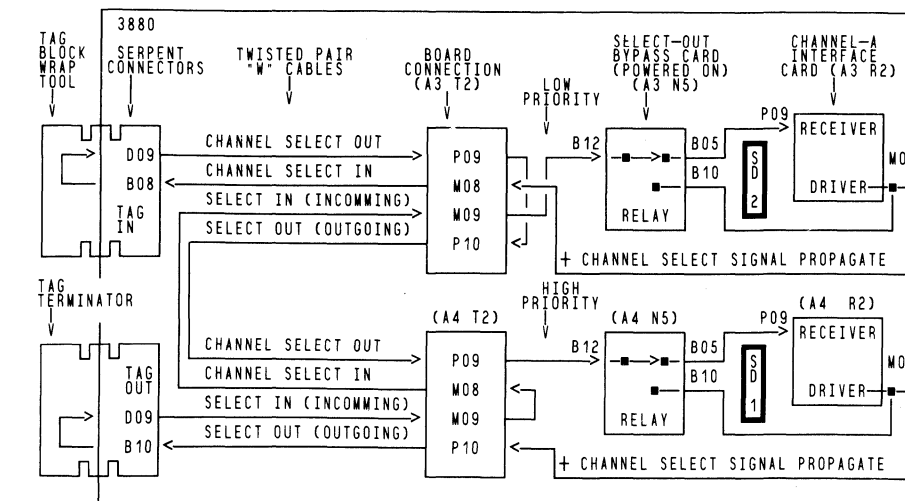 3880
TAG BLOCK WRAP TOOL
SERPENT CONNECTORS
TWISTED PAIR "W" CABLES
BOARD CONNECTION (A3 T2)
LOW PRIORITY
SELECT-OUT BYPASS CARD (POWERED ON) (A3 N5)
CHANNEL-A INTERFACE CARD (A3 R2)
D09
B08
TAG IN
CHANNEL SELECT OUT
CHANNEL SELECT IN
SELECT IN (INCOMMING)
SELECT OUT (OUTGOING)
P09
M08
M09
P10
B12
RELAY
B05
B10
SD 2
P09
RECEIVER
DRIVER
M0
+ CHANNEL SELECT SIGNAL PROPAGATE
TAG TERMINATOR
TAG OUT
D09
B10
CHANNEL SELECT OUT
CHANNEL SELECT IN
SELECT IN (INCOMMING)
SELECT OUT (OUTGOING)
(A4 T2)
P09
M08
M09
P10
HIGH PRIORITY
B12
(A4 N5)
RELAY
B05
B10
SD 1
P09
(A4 R2)
RECEIVER
DRIVER
M0
+ CHANNEL SELECT SIGNAL PROPAGATE